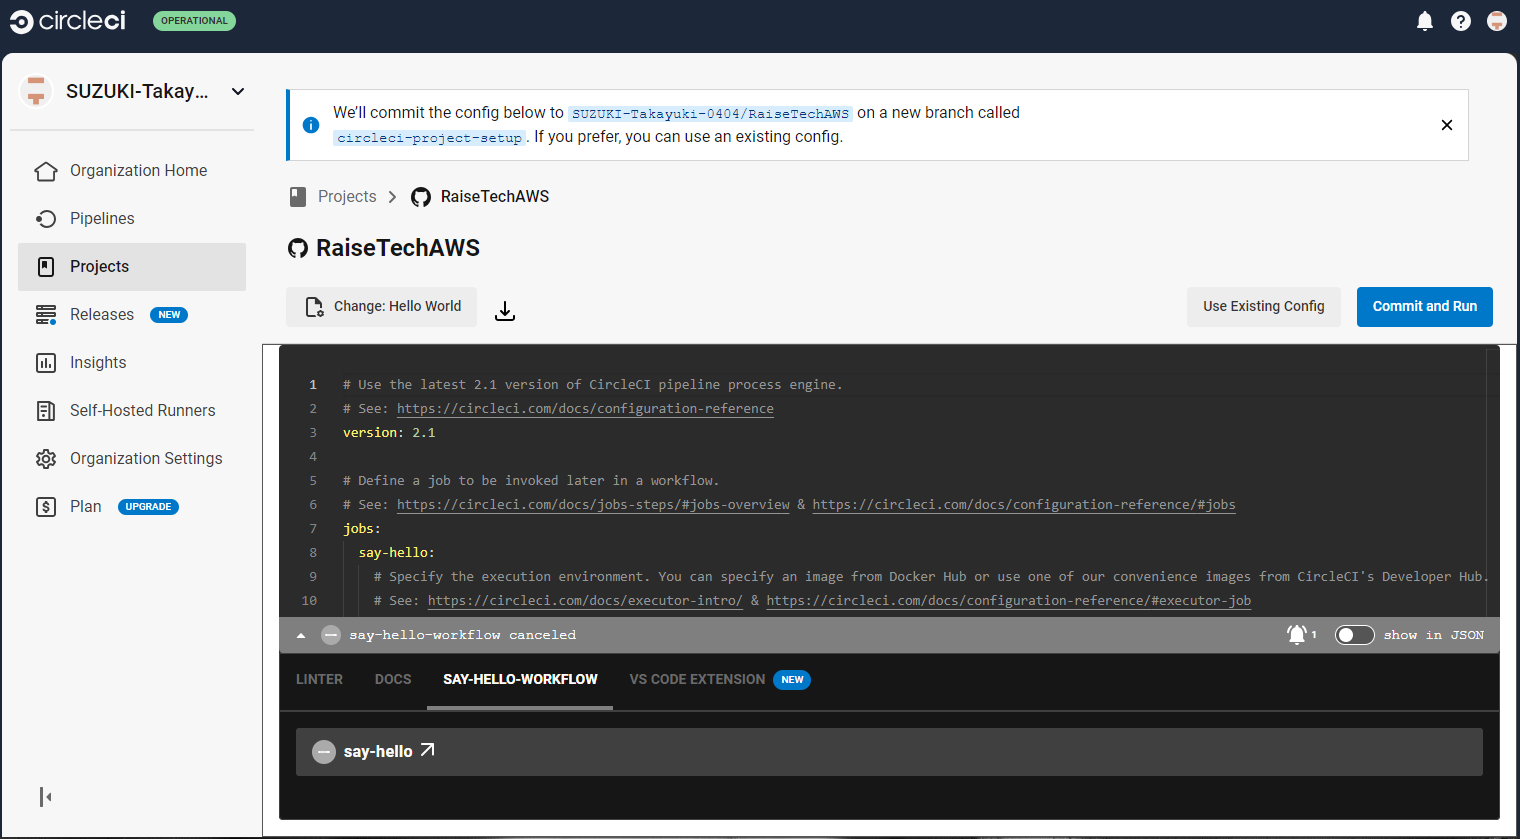 circleci OPERATIONAL
SUZUKI-Takay...
Organization Home
Pipelines
Projects
Releases NEW
Insights
Self-Hosted Runners
Organization Settings
Plan UPGRADE
We'll commit the config below to SUZUKI-Takayuki-0404/RaiseTechAWS on a new branch called
circleci-project-setup. If you prefer, you can use an existing config.
Projects RaiseTechAWS
RaiseTechAWS
Change: Hello World
Use Existing Config
Commit and Run
1 # Use the latest 2.1 version of CircleCI pipeline process engine.
2 # See: https://circleci.com/docs/configuration-reference
3 version: 2.1
4
5 # Define a job to be invoked later in a workflow.
6 # See: https://circleci.com/docs/jobs-steps/#jobs-overview & https://circleci.com/docs/configuration-reference/#jobs
7 jobs:
8 say-hello:
9 # Specify the execution environment. You can specify an image from Docker Hub or use one of our convenience images from CircleCI's Developer Hub.
10 # See: https://circleci.com/docs/executor-intro/ & https://circleci.com/docs/configuration-reference/#executor-job
say-hello-workflow canceled 1 show in JSON
LINTER DOCS SAY-HELLO-WORKFLOW VS CODE EXTENSION NEW
say-hello